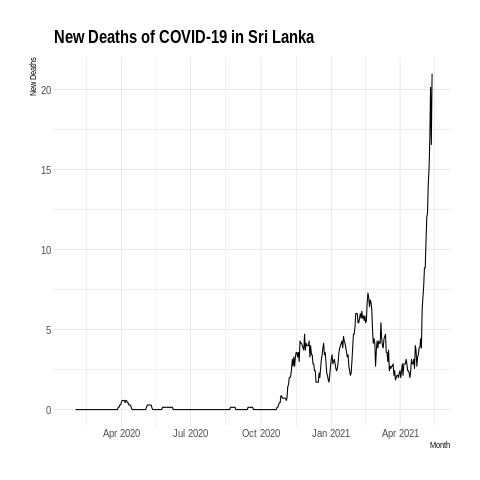 New Deaths of COVID-19 in Sri Lanka
New Deaths
20
15
10
5
0
Apr 2020 Jul 2020 Oct 2020 Jan 2021 Apr 2021
Month